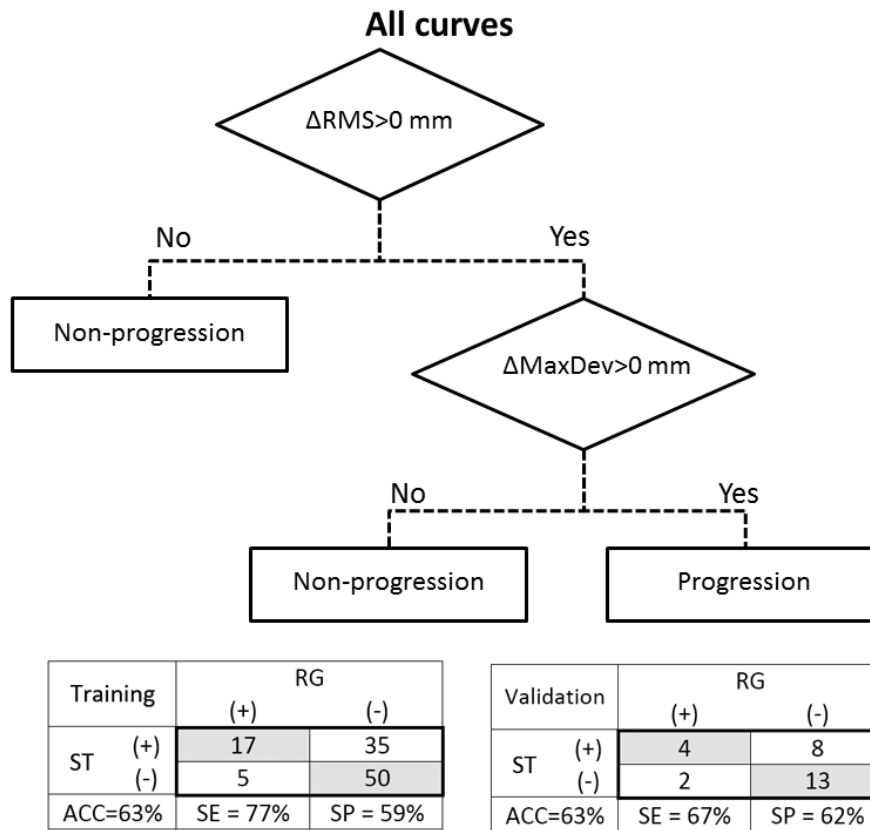 All curves
ΔRMS>0 mm
No Yes
Non-progression
ΔMaxDev>0 mm
No Yes
Non-progression Progression
Training RG
(+) (-)
ST (+) 17 35
(-) 5 50
ACC=63% SE = 77% SP = 59%
Validation RG
(+) (-)
ST (+) 4 8
(-) 2 13
ACC=63% SE = 67% SP = 62%